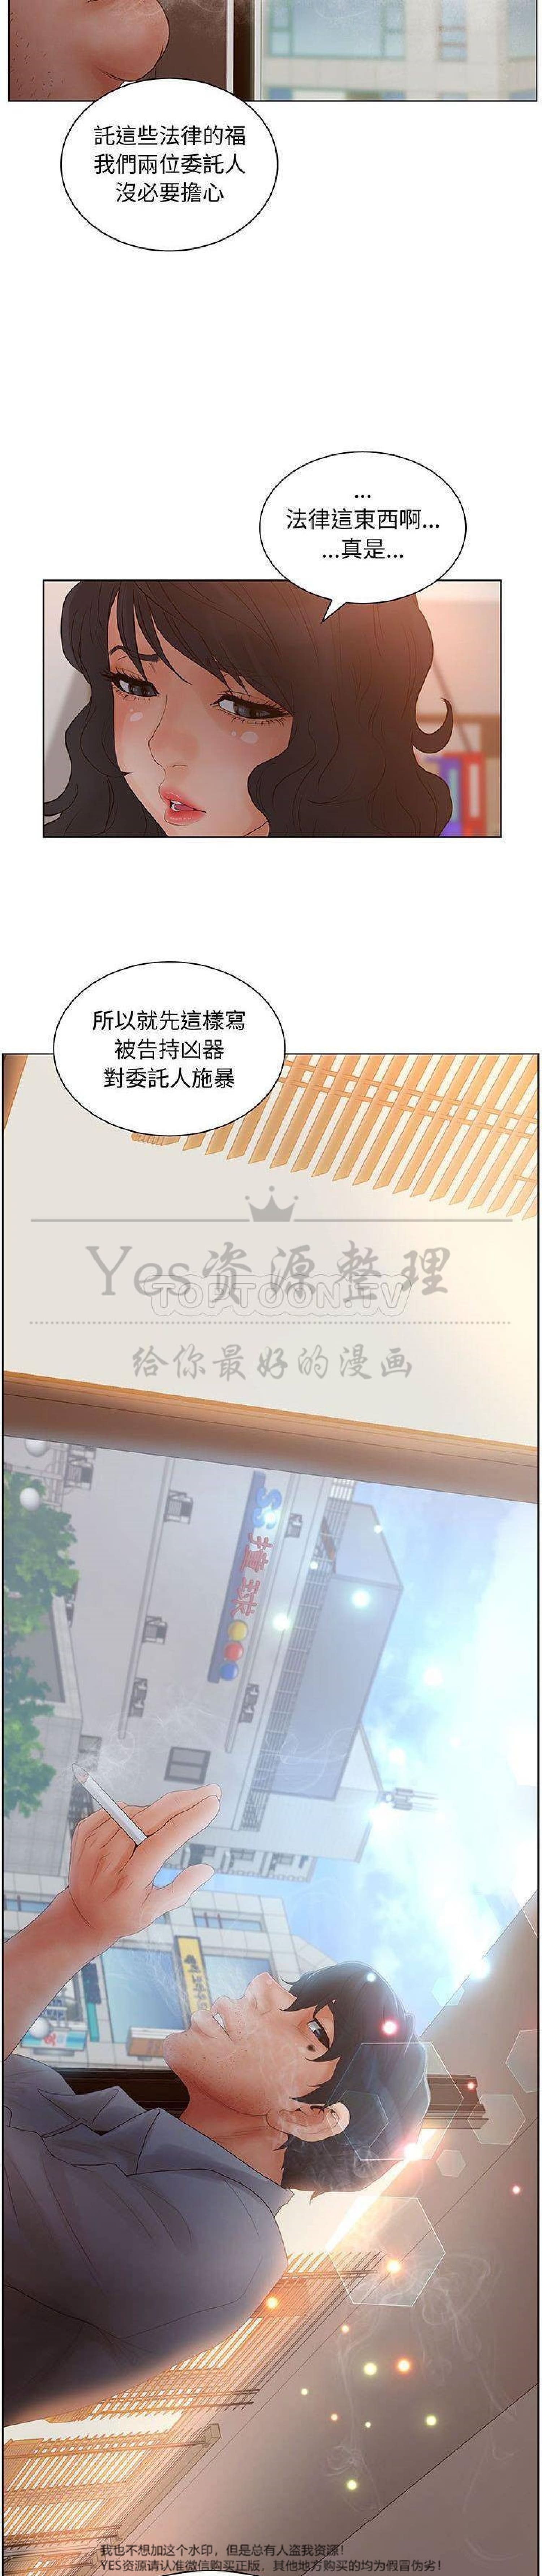 託這些法律的福
我們兩位委託人
沒必要擔心
...
法律這東西啊...
...真是...
所以就先這樣寫
被告持凶器
對委託人施暴
Yes资源整理
TOPTOON.TV
给你最好的漫画
SS撞球
我也不想加这个水印，但是总有人盗我资源！
YES资源请认准微信购买正版，其他地方购买的均为假冒伪劣！